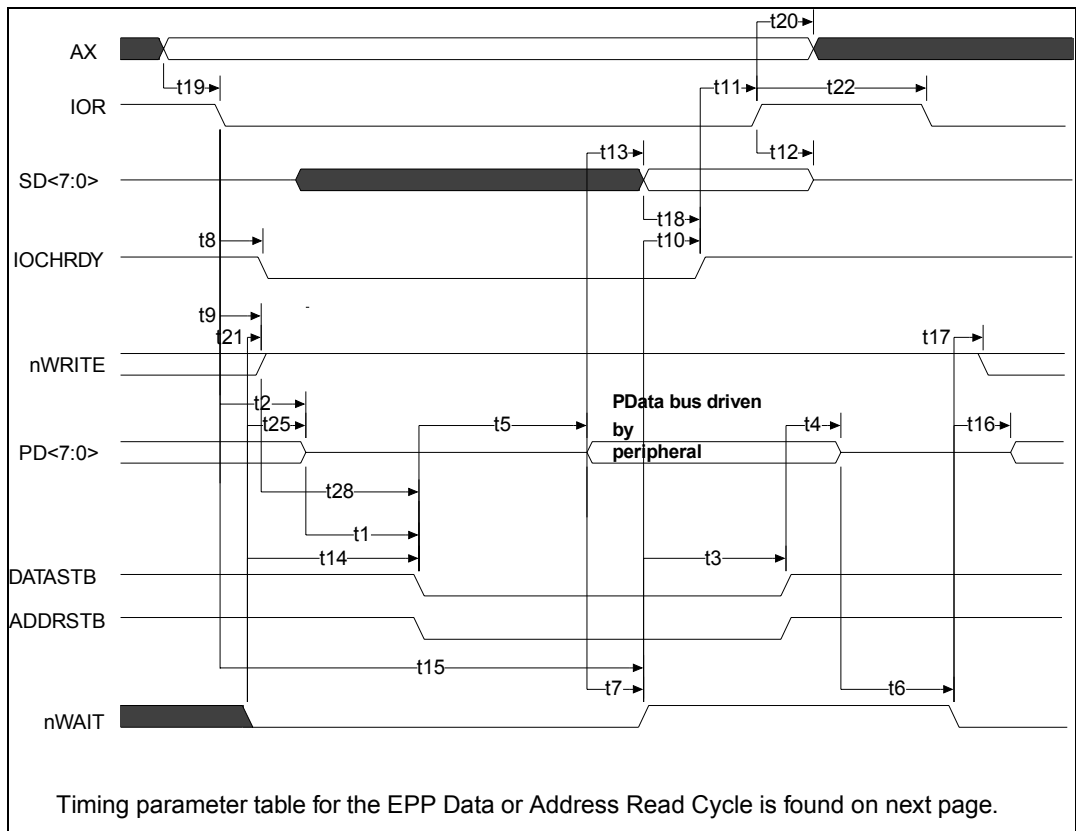 t20
AX
t19
t11
t22
IOR
t13
t12
SD<7:0>
t18
t8
t10
IOCHRDY
t9
t21
t17
nWRITE
t2
PData bus driven
t25
t5
by
t4
t16
PD<7:0>
peripheral
t28
t1
t14
t3
DATASTB
ADDRSTB
t15
t7
t6
nWAIT
Timing parameter table for the EPP Data or Address Read Cycle is found on next page.